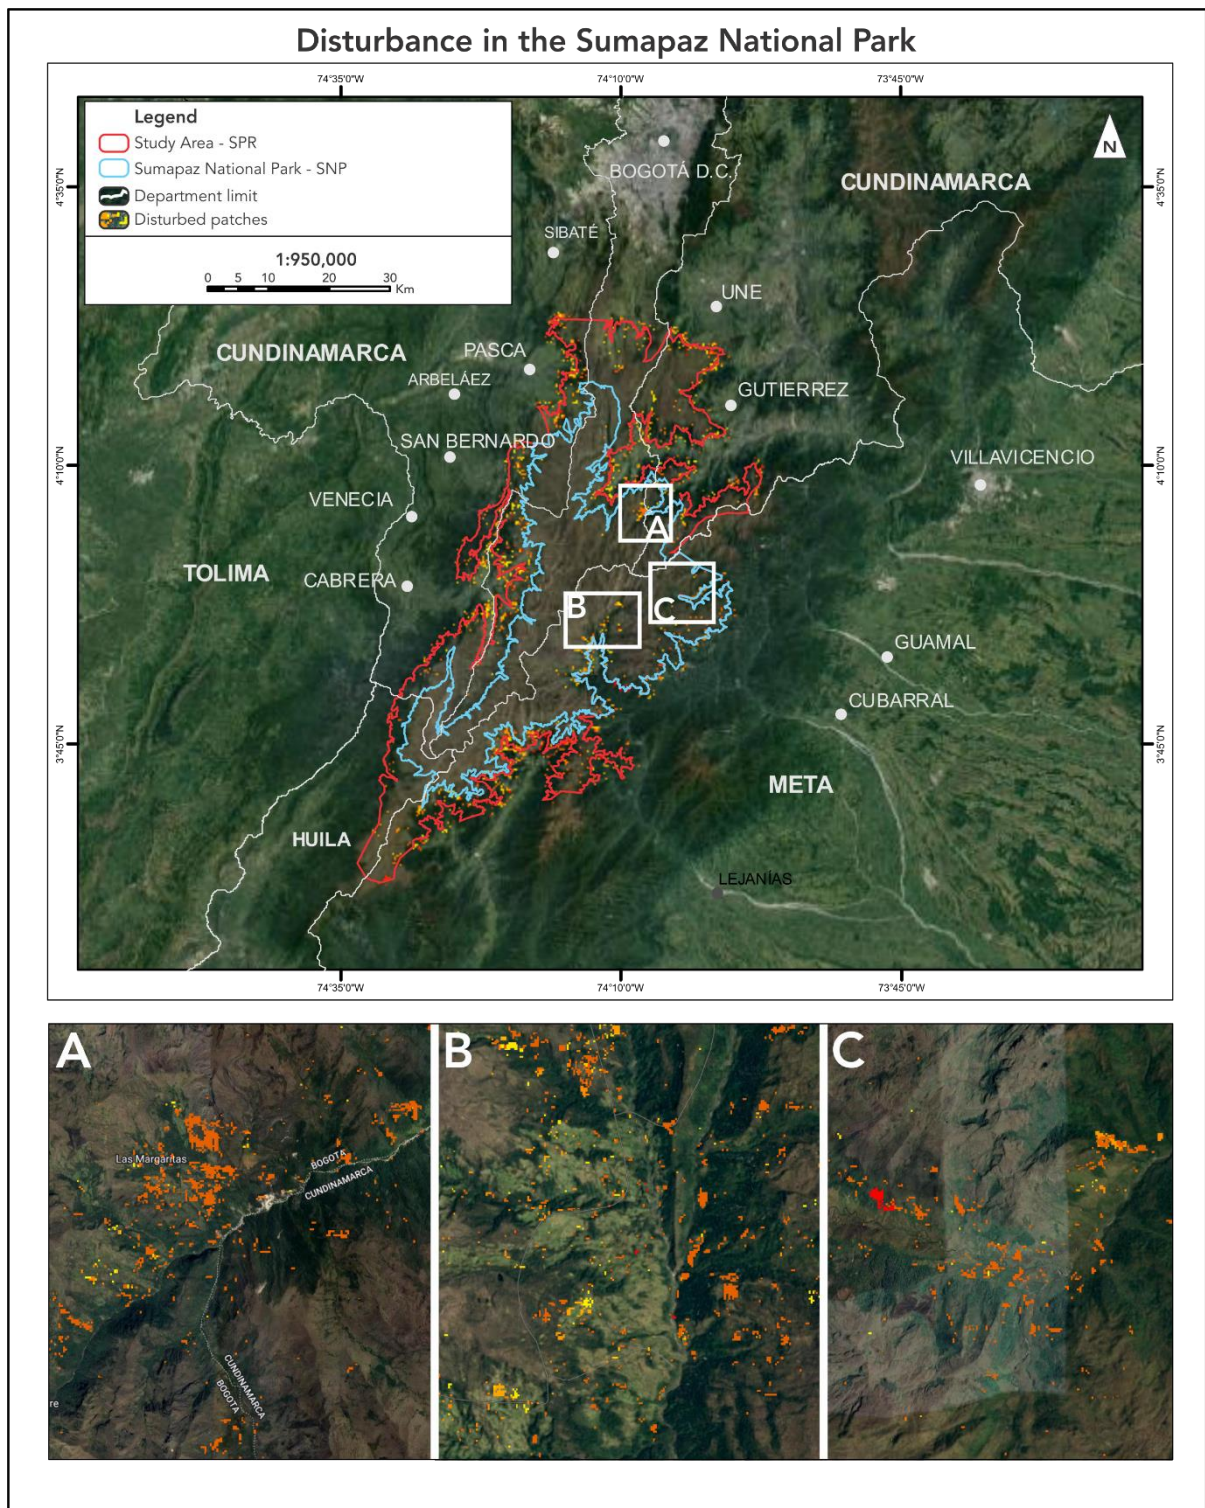 Disturbance in the Sumapaz National Park
74°35'0"W 74°10'0"W 73°45'0"W
Legend
Study Area - SPR
Sumapaz National Park - SNP
Department limit
Disturbed patches
1:950,000
0 5 10 20 30
Km
N
4°35'0"N 4°35'0"N
BOGOTÁ D.C.
CUNDINAMARCA
SIBATÉ
UNE
CUNDINAMARCA
PASCA
ARBELÁEZ
GUTIERREZ
SAN BERNARDO
4°10'0"N 4°10'0"N
VILLAVICENCIO
VENECIA
A
TOLIMA
CABRERA
B
C
GUAMAL
CUBARRAL
3°45'0"N 3°45'0"N
META
HUILA
LEJANÍAS
74°35'0"W 74°10'0"W 73°45'0"W
A
Las Margaritas
BOGOTA
CUNDINAMARCA
CUNDINAMARCA
BOGOTA
re
B
C